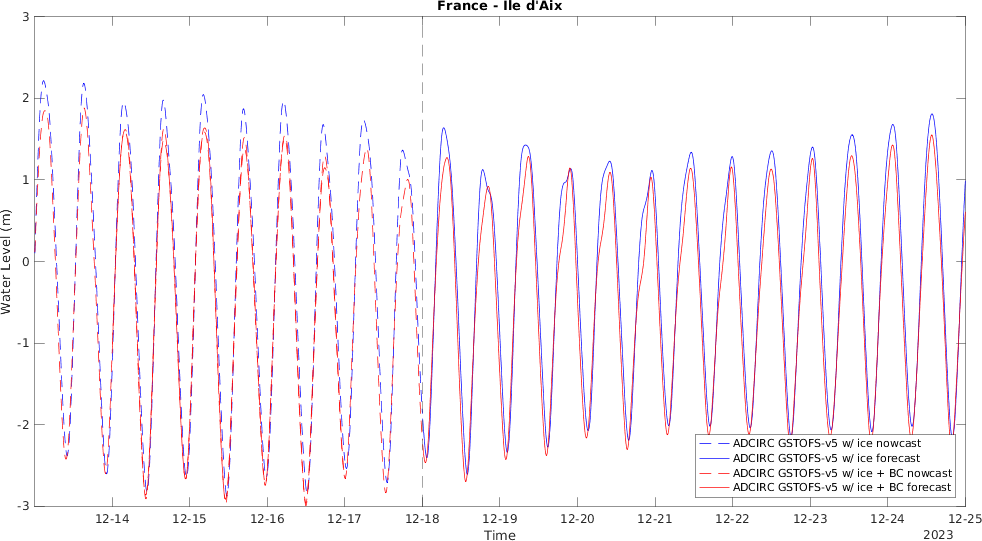 France - Ile d'Aix
3
2
1
0
-1
-2
-3
Water Level (m)
ADCIRC GSTOFS-v5 w/ ice nowcast
ADCIRC GSTOFS-v5 w/ ice forecast
ADCIRC GSTOFS-v5 w/ ice + BC nowcast
ADCIRC GSTOFS-v5 w/ ice + BC forecast
12-14 12-15 12-16 12-17 12-18 12-19 12-20 12-21 12-22 12-23 12-24 12-25
Time
2023